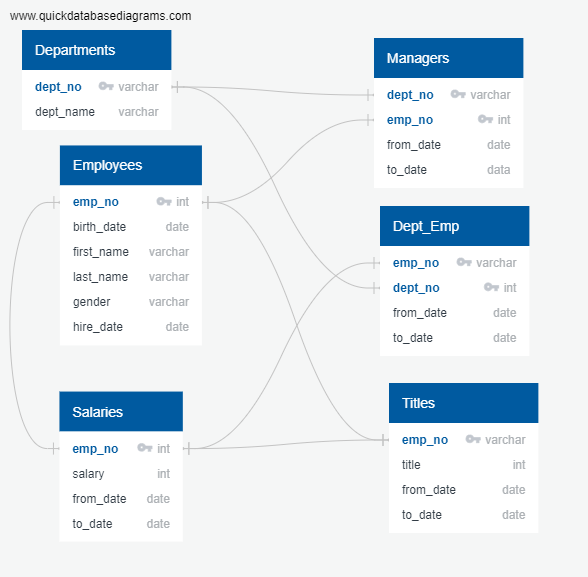 www.quickdatabasediagrams.com
Departments
dept_no varchar
dept_name varchar
Employees
emp_no int
birth_date date
first_name varchar
last_name varchar
gender varchar
hire_date date
Salaries
emp_no int
salary int
from_date date
to_date date
Managers
dept_no varchar
emp_no int
from_date date
to_date data
Dept_Emp
emp_no varchar
dept_no int
from_date date
to_date date
Titles
emp_no varchar
title int
from_date date
to_date date